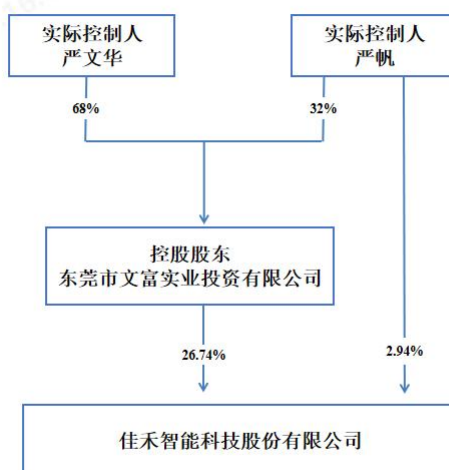 实际控制人
严文华
实际控制人
严帆
68%
32%
控股股东
东莞市文富实业投资有限公司
26.74%
2.94%
佳禾智能科技股份有限公司